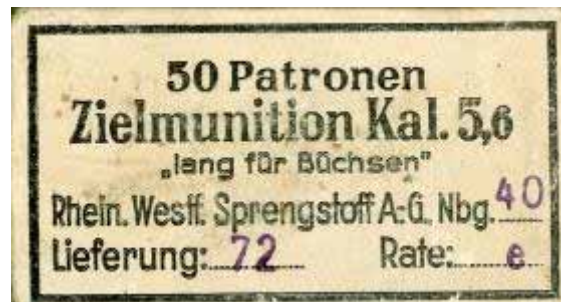 50 Patronen
Zielmunition Kal. 5,6
„lang für Büchsen"
Rhein. Westf. Sprengstoff A.-G. Nbg. 40
Lieferung: 72 Rate: e